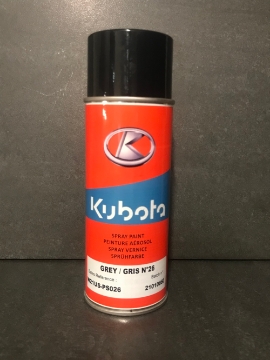 K
Kubota
SPRAY PAINT
PEINTURE AEROSOL
SPRAY VERNICE
SPRÜHFARBE
GREY / GRIS N°28